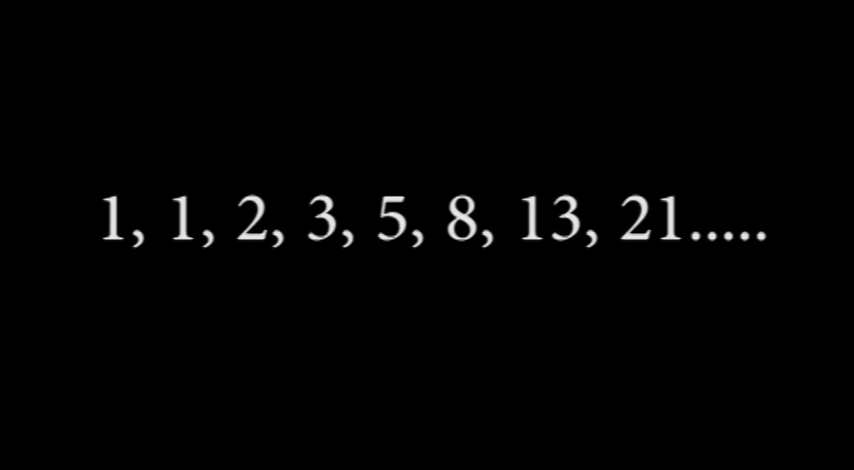 1, 1, 2, 3, 5, 8, 13, 21.....